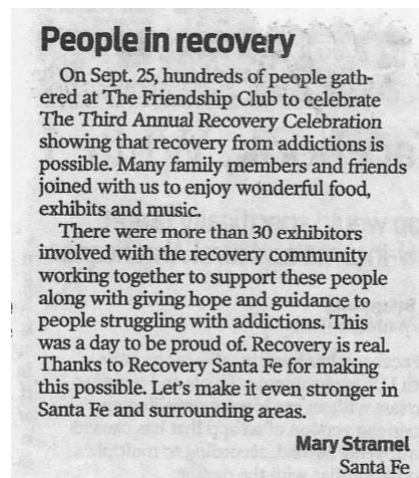 People in recovery
On Sept. 25, hundreds of people gath-
ered at The Friendship Club to celebrate
The Third Annual Recovery Celebration
showing that recovery from addictions is
possible. Many family members and friends
joined with us to enjoy wonderful food,
exhibits and music.
There were more than 30 exhibitors
involved with the recovery community
working together to support these people
along with giving hope and guidance to
people struggling with addictions. This
was a day to be proud of. Recovery is real.
Thanks to Recovery Santa Fe for making
this possible. Let's make it even stronger in
Santa Fe and surrounding areas.
Mary Stramel
Santa Fe